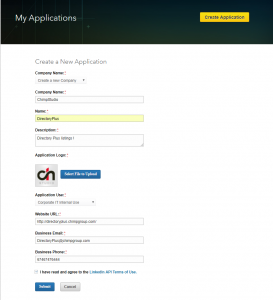 My Applications
Create Application
Create a New Application
Company Name:*
Create a new Company
Company Name:*
ChimpStudio
Name:*
DirectoryPlus
Description:*
Directory Plus listings !
Application Logo:*
Select File to Upload
Application Use:*
Corporate IT Internal Use
Website URL:*
http://directoryplus.chimpgroup.com/
Business Email:*
DirectoryPlus@chimpgroup.com
Business Phone:*
I have read and agree to the LinkedIn API Terms of Use.
Submit
Cancel